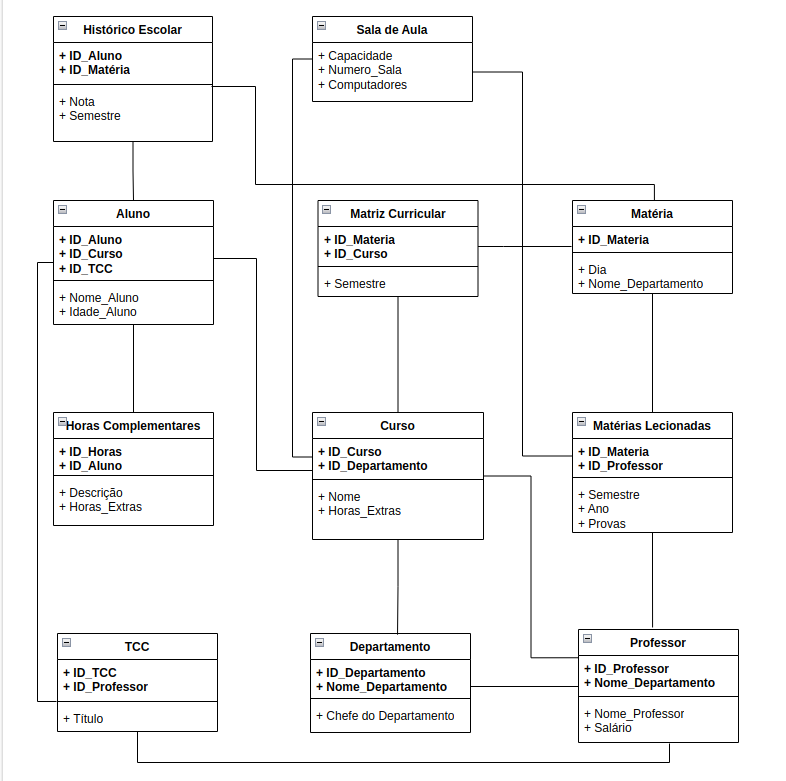 Histórico Escolar
+ ID_Aluno
+ ID_Matéria
+ Nota
+ Semestre
Sala de Aula
+ Capacidade
+ Numero_Sala
+ Computadores
Aluno
+ ID_Aluno
+ ID_Curso
+ ID_TCC
+ Nome_Aluno
+ Idade_Aluno
Matriz Curricular
+ ID_Materia
+ ID_Curso
+ Semestre
Matéria
+ ID_Materia
+ Dia
+ Nome_Departamento
Horas Complementares
+ ID_Horas
+ ID_Aluno
+ Descrição
+ Horas_Extras
Curso
+ ID_Curso
+ ID_Departamento
+ Nome
+ Horas_Extras
Matérias Lecionadas
+ ID_Materia
+ ID_Professor
+ Semestre
+ Ano
+ Provas
TCC
+ ID_TCC
+ ID_Professor
+ Título
Departamento
+ ID_Departamento
+ Nome_Departamento
+ Chefe do Departamento
Professor
+ ID_Professor
+ Nome_Departamento
+ Nome_Professor
+ Salário